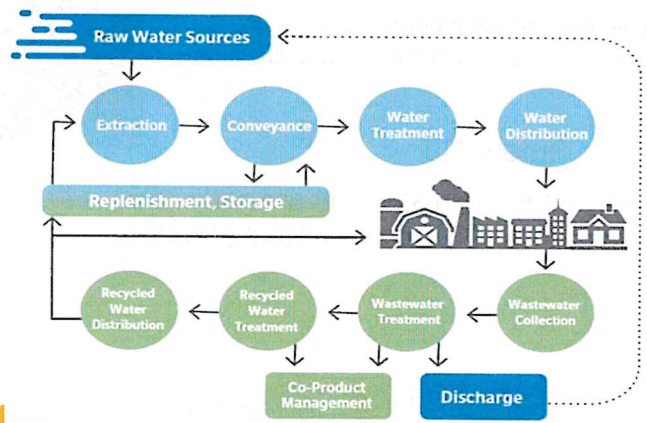 Raw Water Sources
Extraction
Conveyance
Water
Treatment
Water
Distribution
Replenishment, Storage
Recycled
Water
Distribution
Recycled
Water
Treatment
Wastewater
Treatment
Wastewater
Collection
Co-Product
Management
Discharge